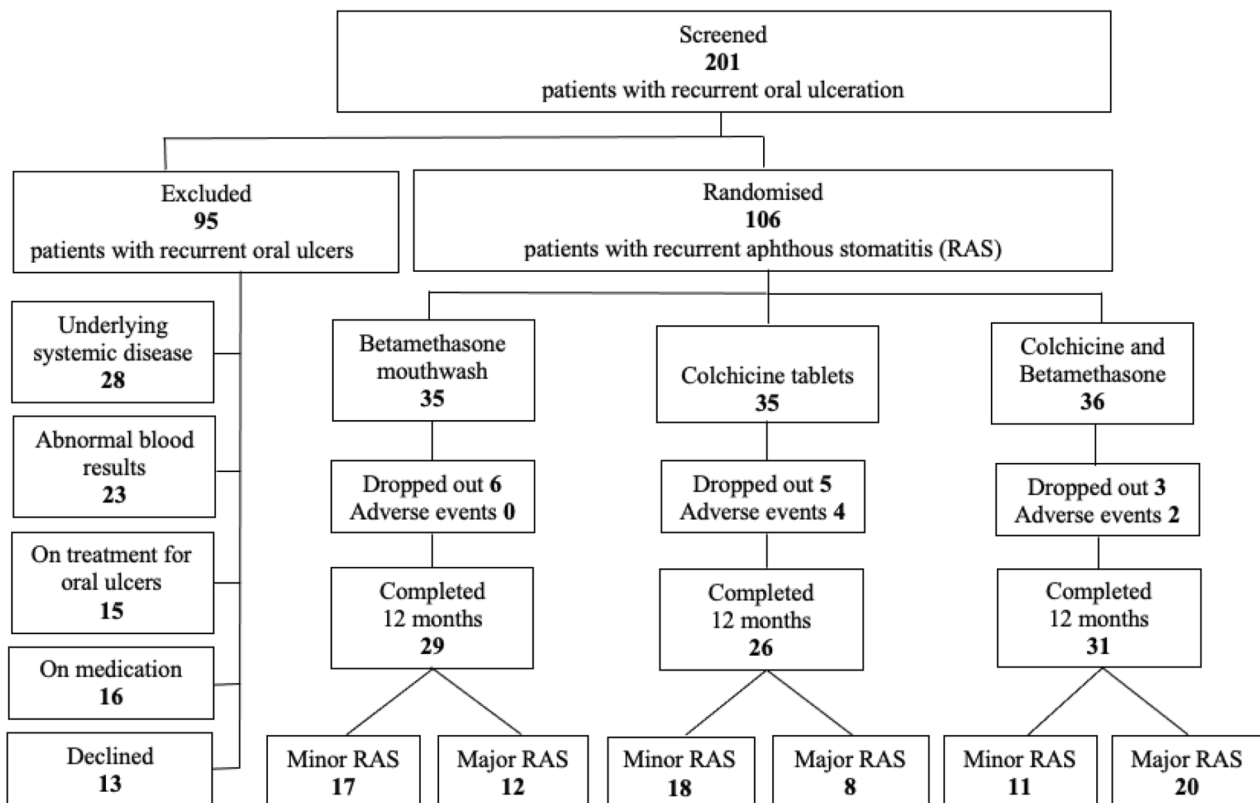 Screened
201
patients with recurrent oral ulceration
Excluded
95
patients with recurrent oral ulcers
Randomised
106
patients with recurrent aphthous stomatitis (RAS)
Underlying
systemic disease
28
Abnormal blood
results
23
On treatment for
oral ulcers
15
On medication
16
Declined
13
Betamethasone
mouthwash
35
Dropped out 6
Adverse events 0
Completed
12 months
29
Minor RAS
17
Major RAS
12
Colchicine tablets
35
Dropped out 5
Adverse events 4
Completed
12 months
26
Minor RAS
18
Major RAS
8
Colchicine and
Betamethasone
36
Dropped out 3
Adverse events 2
Completed
12 months
31
Minor RAS
11
Major RAS
20